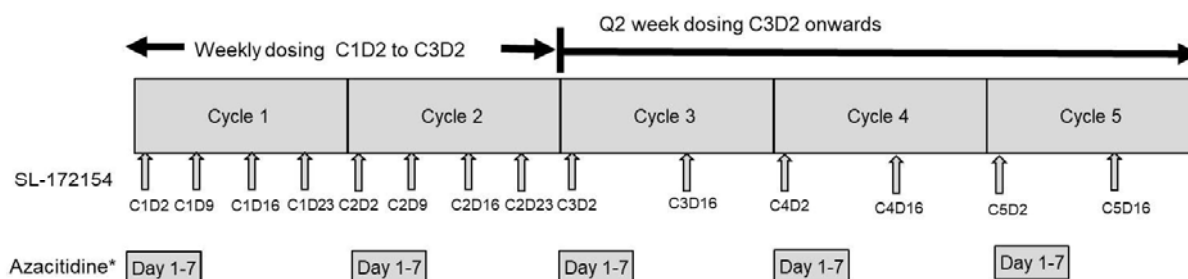 Q2 week dosing C3D2 onwards
Weekly dosing C1D2 to C3D2
Cycle 1 Cycle 2 Cycle 3 Cycle 4 Cycle 5
SL-172154
C1D2 C1D9 C1D16 C1D23 C2D2 C2D9 C2D16 C2D23 C3D2 C3D16 C4D2 C4D16 C5D2 C5D16
Azacitidine* Day 1-7 Day 1-7 Day 1-7 Day 1-7 Day 1-7